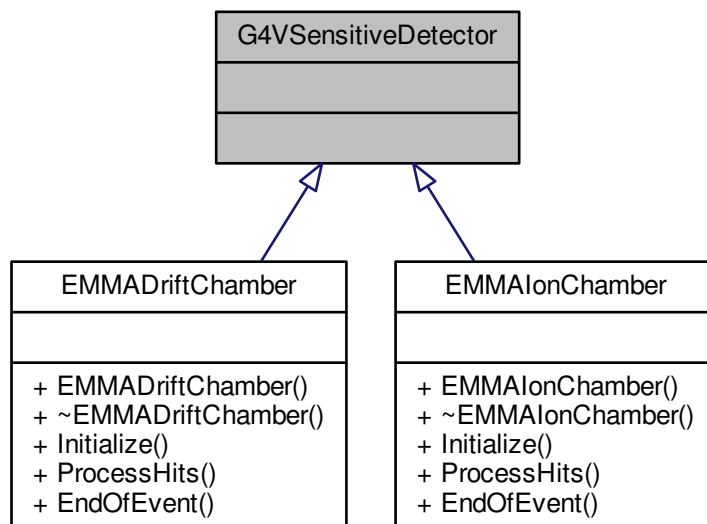 G4VSensitiveDetector
EMMADriftChamber
+ EMMADriftChamber()
+ ~EMMADriftChamber()
+ Initialize()
+ ProcessHits()
+ EndOfEvent()
EMMAIonChamber
+ EMMAIonChamber()
+ ~EMMAIonChamber()
+ Initialize()
+ ProcessHits()
+ EndOfEvent()